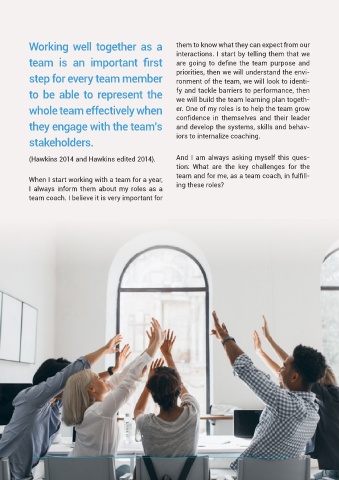 Working well together as a
team is an important first
step for every team member
to be able to represent the
whole team effectively when
they engage with the team's
stakeholders.
(Hawkins 2014 and Hawkins edited 2014).
When I start working with a team for a year,
I always inform them about my roles as a
team coach. I believe it is very important for
them to know what they can expect from our
interactions. I start by telling them that we
are going to define the team purpose and
priorities, then we will understand the envi-
ronment of the team, we will look to identi-
fy and tackle barriers to performance, then
we will build the team learning plan togeth-
er. One of my roles is to help the team grow
confidence in themselves and their leader
and develop the systems, skills and behav-
iors to internalize coaching.
And I am always asking myself this ques-
tion: What are the key challenges for the
team and for me, as a team coach, in fulfill-
ing these roles?